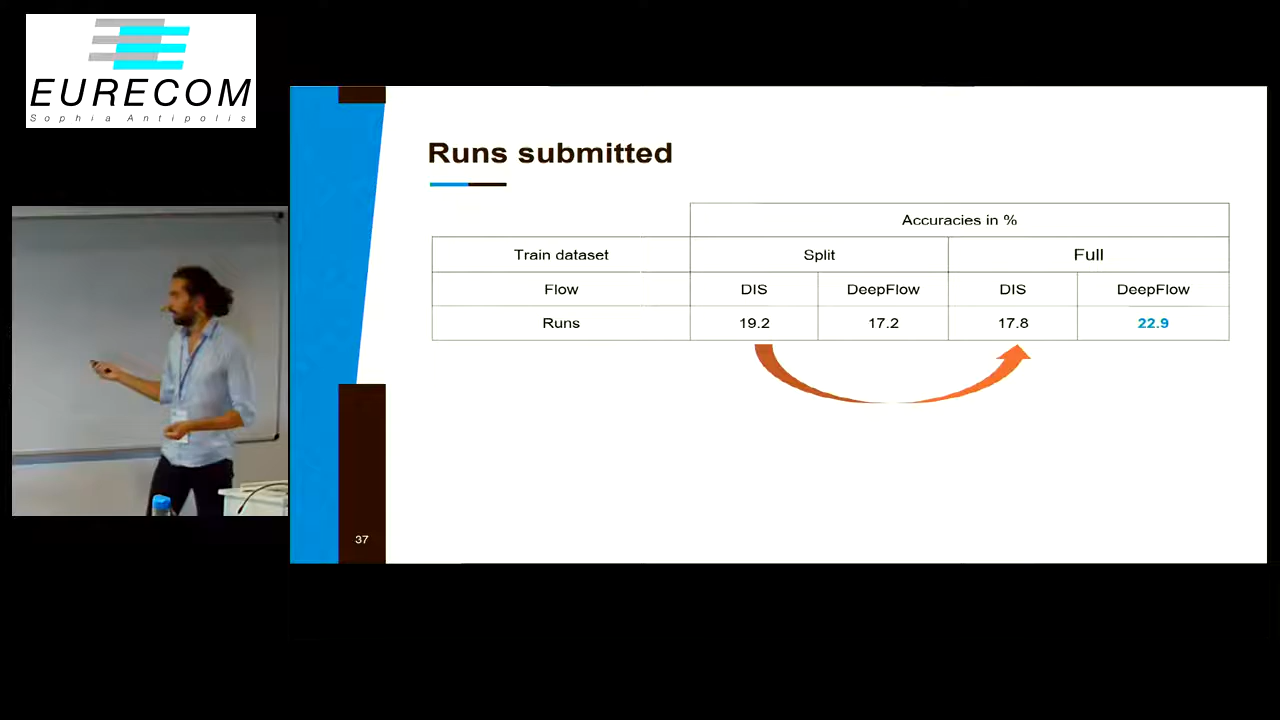 EURECOM
Sophia Antipolis
Runs submitted
Accuracies in %
Train dataset Split Full
Flow DIS DeepFlow DIS DeepFlow
Runs 19.2 17.2 17.8 22.9
37